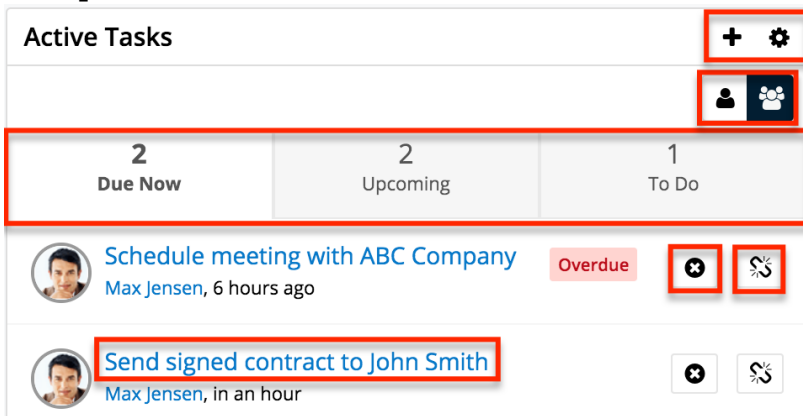 Active Tasks
2
Due Now
2
Upcoming
1
To Do
Schedule meeting with ABC Company
Overdue
Max Jensen, 6 hours ago
Send signed contract to John Smith
Max Jensen, in an hour